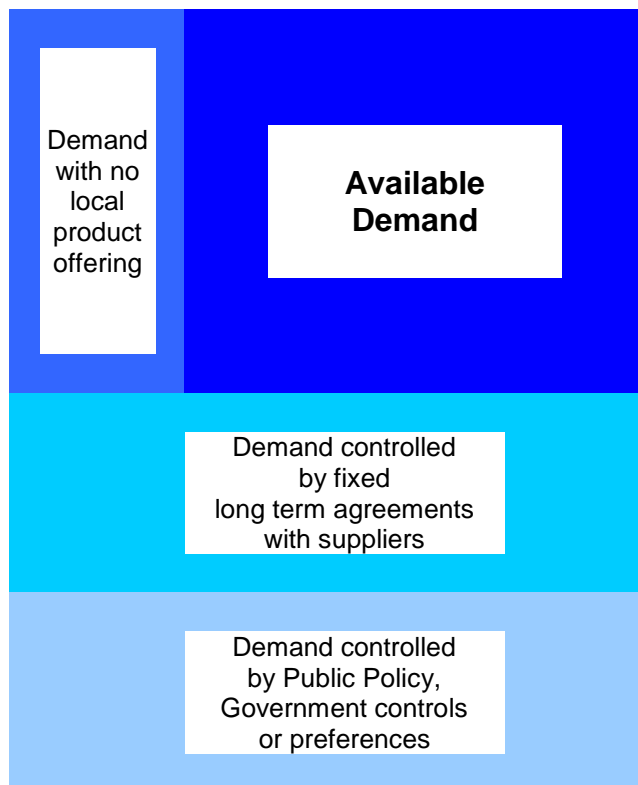 Demand
with no
local
product
offering
Available
Demand
Demand controlled
by fixed
long term agreements
with suppliers
Demand controlled
by Public Policy,
Government controls
or preferences